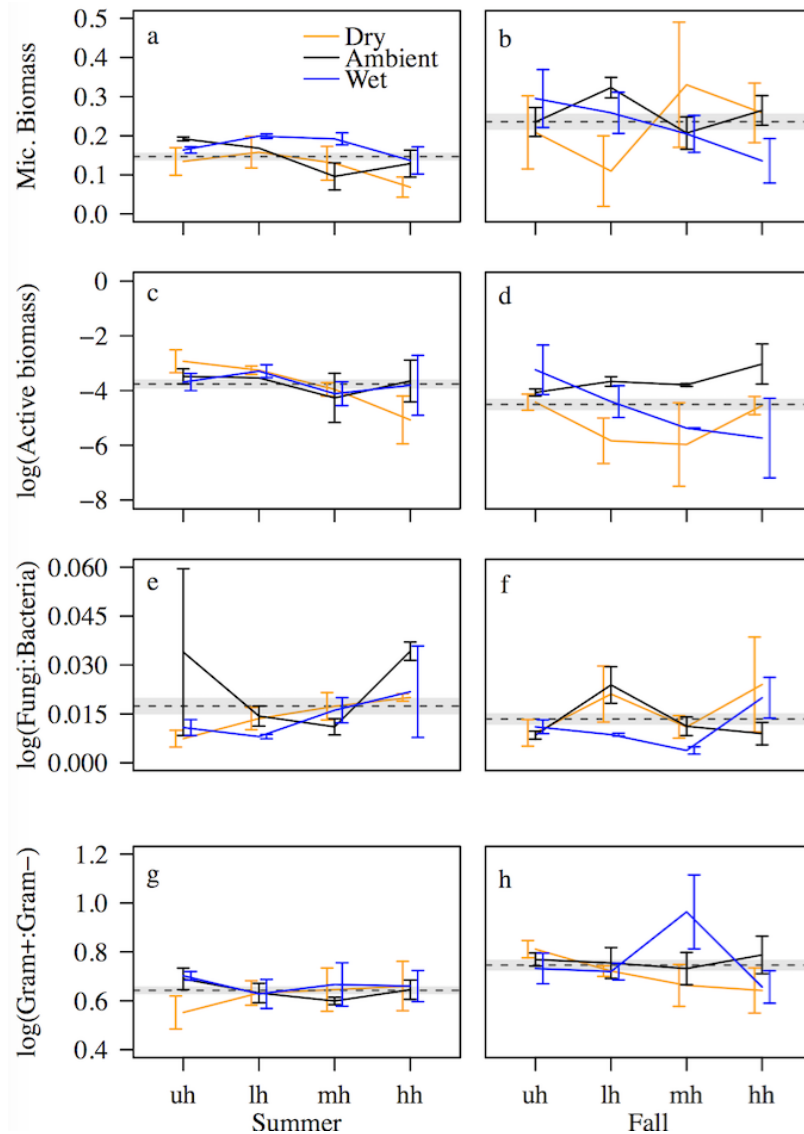 Mic. Biomass
0.5
0.4
0.3
0.2
0.1
0.0
a
Dry
Ambient
Wet
b
log(Active biomass)
0
−2
−4
−6
−8
c
d
log(Fungi:Bacteria)
0.060
0.045
0.030
0.015
0.000
e
f
log(Gram+:Gram−)
1.2
1.0
0.8
0.6
0.4
g
h
uh lh mh hh uh lh mh hh
Summer Fall